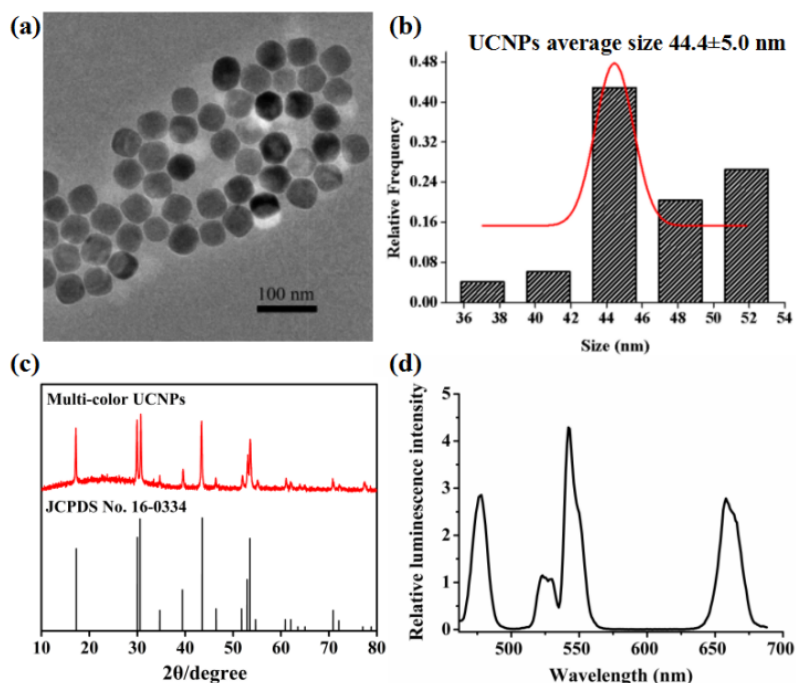 (a)
100 nm
(b)
UCNPs average size 44.4±5.0 nm
Relative Frequency
0.48
0.40
0.32
0.24
0.16
0.08
0.00
36 38 40 42 44 46 48 50 52 54
Size (nm)
(c)
Multi-color UCNPs
JCPDS No. 16-0334
10 20 30 40 50 60 70 80
2θ/degree
(d)
Relative luminescence intensity
5
4
3
2
1
0
500 550 600 650 700
Wavelength (nm)